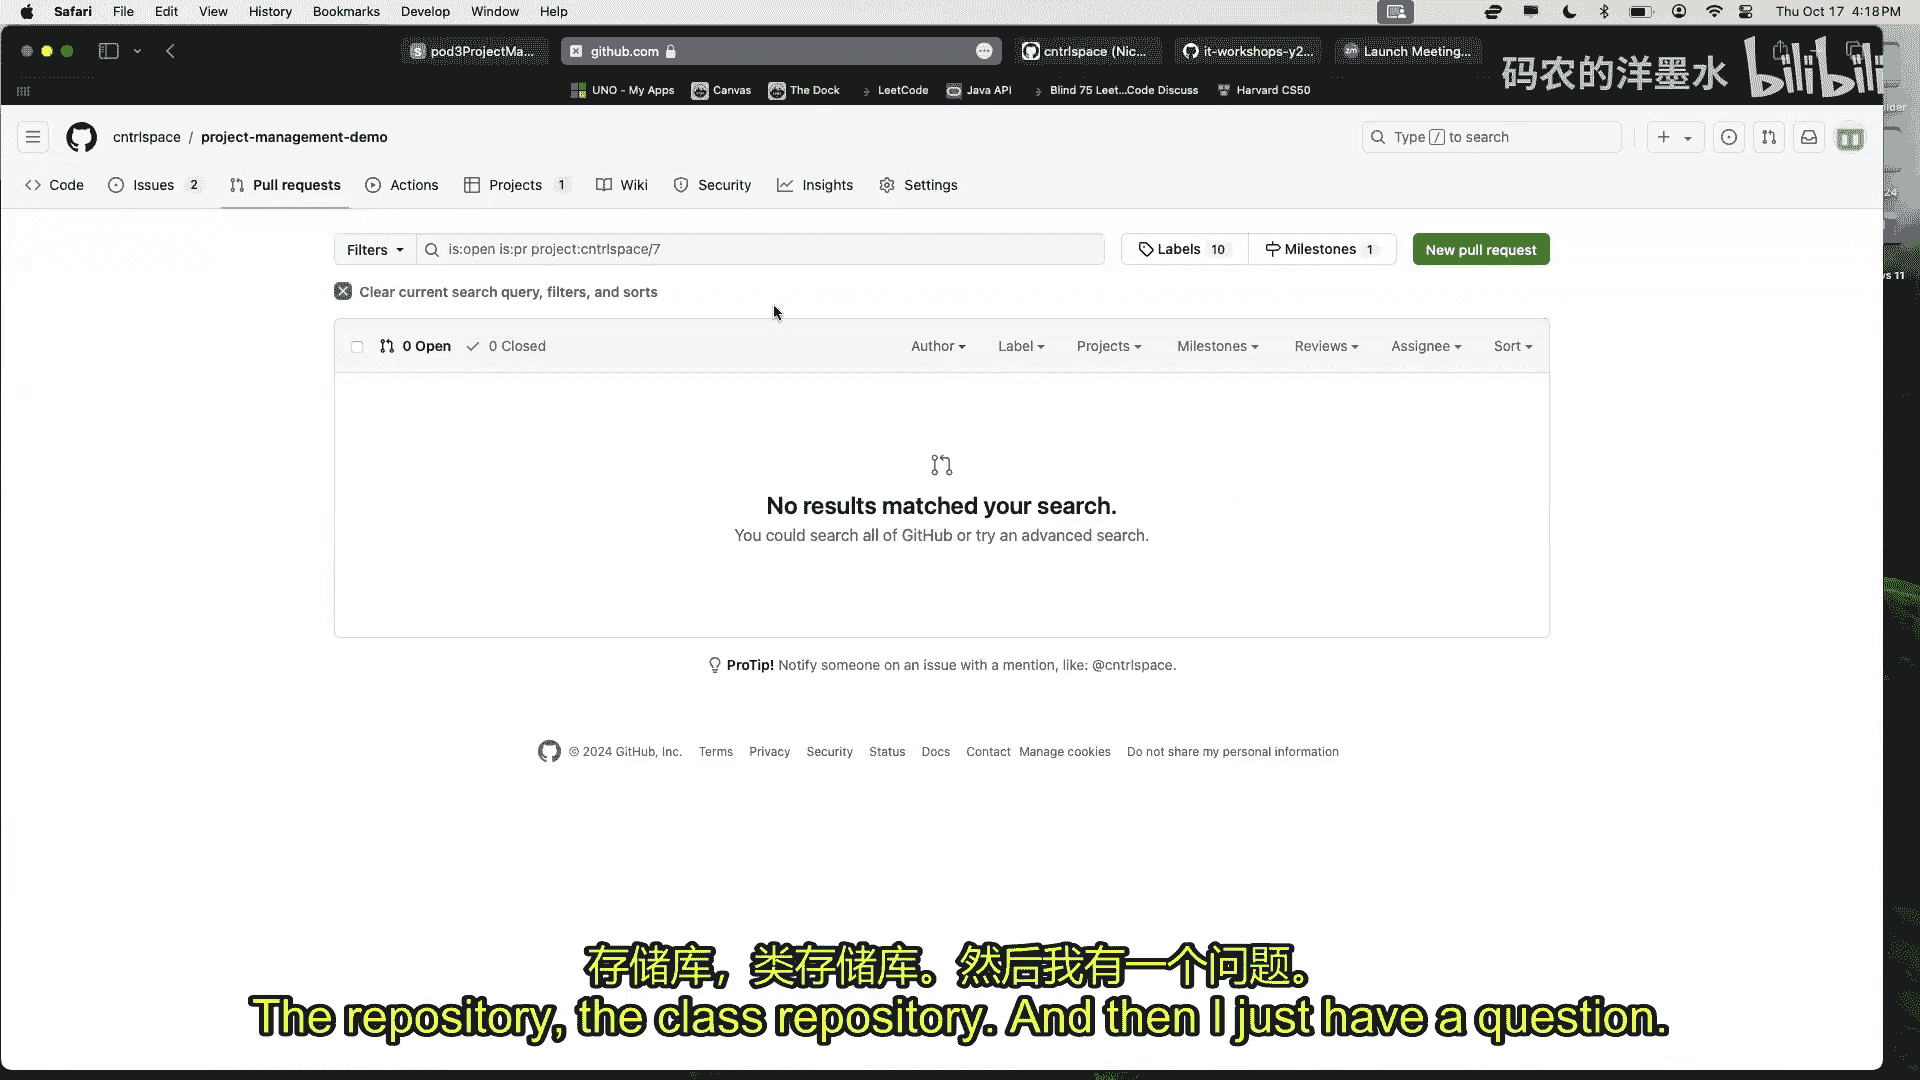 Safari File Edit View History Bookmarks Develop Window Help
Thu Oct 17 4:18 PM
S pod3ProjectMa... github.com cntrlspace (Nic... it-workshops-y2... zm Launch Meeting...
码农的洋墨水 bilibili
UNO - My Apps Canvas The Dock LeetCode Java API Blind 75 Leet...Code Discuss Harvard CS50
cntrlspace / project-management-demo
Type / to search
Code Issues 2 Pull requests Actions Projects 1 Wiki Security Insights Settings
24
Filters is:open is:pr project:cntrlspace/7 Labels 10 Milestones 1 New pull request
Clear current search query, filters, and sorts
0 Open 0 Closed Author Label Projects Milestones Reviews Assignee Sort
No results matched your search.
You could search all of GitHub or try an advanced search.
ProTip! Notify someone on an issue with a mention, like: @cntrlspace.
© 2024 GitHub, Inc. Terms Privacy Security Status Docs Contact Manage cookies Do not share my personal information
存储库，类存储库。然后我有一个问题。
The repository, the class repository. And then I just have a question.